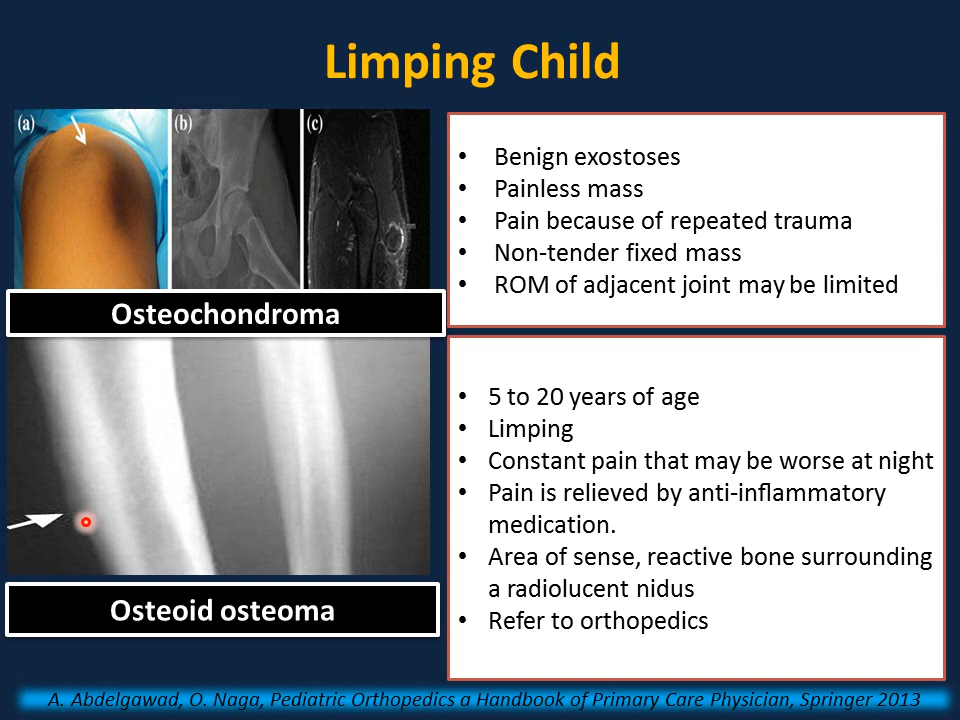 Limping Child
(a) (b) (c)
• Benign exostoses
• Painless mass
• Pain because of repeated trauma
• Non-tender fixed mass
• ROM of adjacent joint may be limited
Osteochondroma
• 5 to 20 years of age
• Limping
• Constant pain that may be worse at night
• Pain is relieved by anti-inflammatory
medication.
• Area of sense, reactive bone surrounding
a radiolucent nidus
• Refer to orthopedics
Osteoid osteoma
A. Abdelgawad, O. Naga, Pediatric Orthopedics a Handbook of Primary Care Physician, Springer 2013